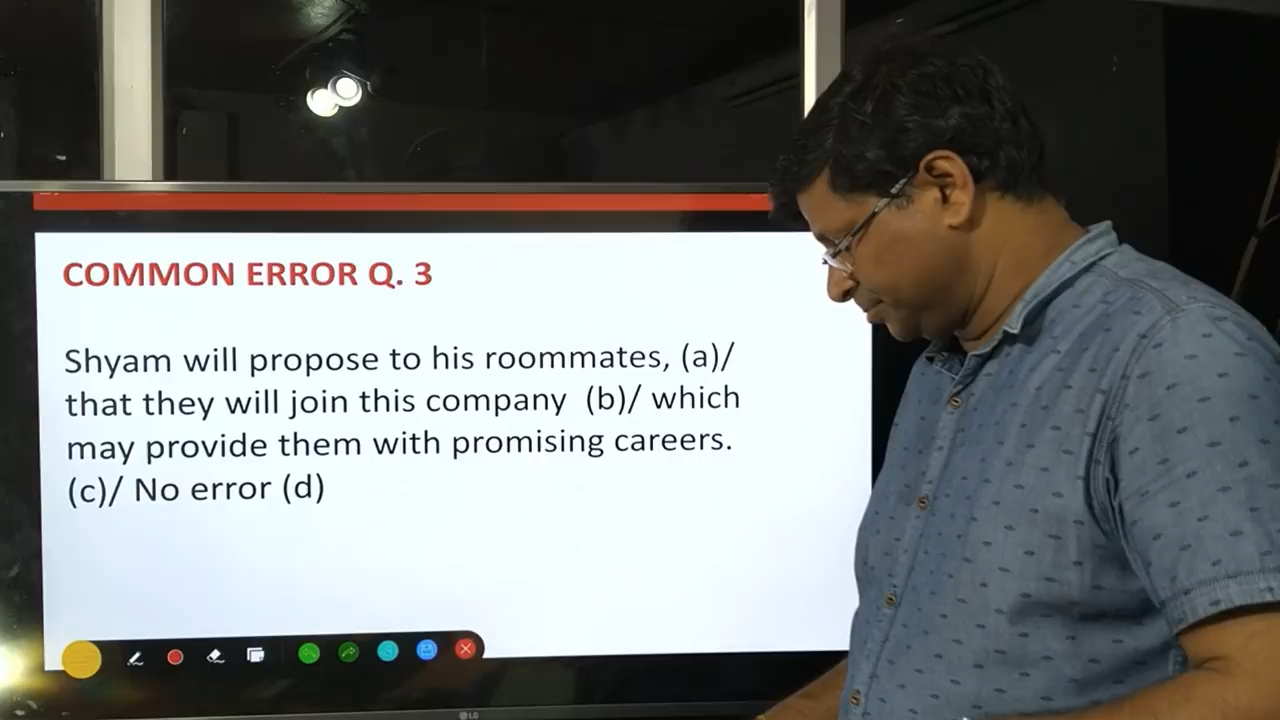 COMMON ERROR Q. 3
Shyam will propose to his roommates, (a)/
that they will join this company (b)/ which
may provide them with promising careers.
(c)/ No error (d)
LG